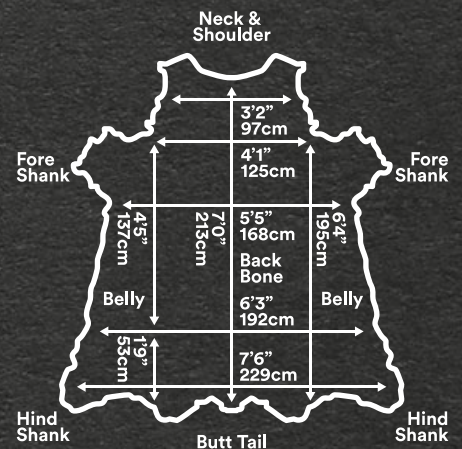 Neck &
Shoulder
3’2”
97cm
4’1”
125cm
Fore
Shank
Fore
Shank
4’5”
137cm
7’0”
213cm
5’5”
168cm
6’4”
195cm
Back
Bone
Belly
Belly
6’3”
192cm
1’9”
53cm
7’6”
229cm
Hind
Shank
Hind
Shank
Butt Tail